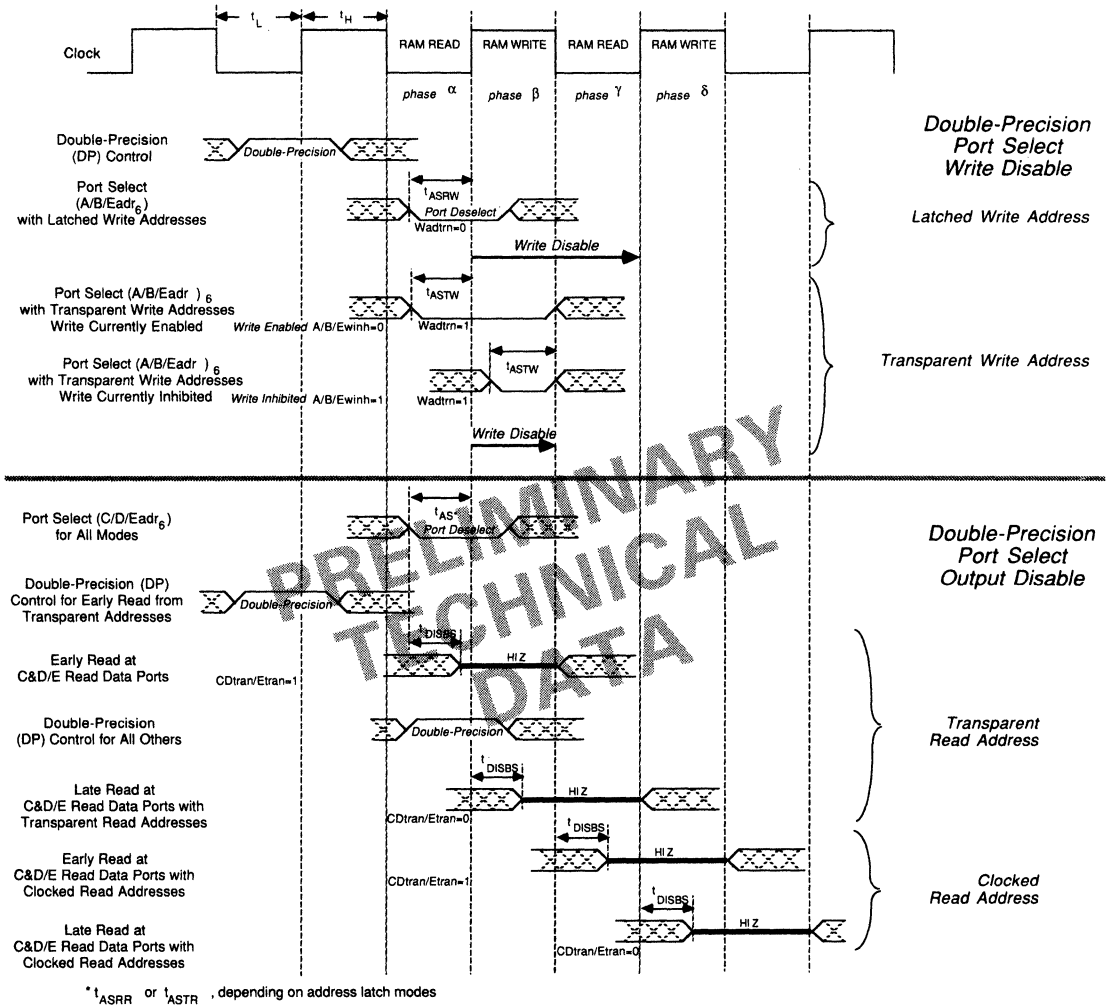 t L
t H
Clock
RAM READ
RAM WRITE
RAM READ
RAM WRITE
phase α
phase β
phase γ
phase δ
Double-Precision
Port Select
Write Disable
Double-Precision
(DP) Control
Double-Precision
Port Select
(A/B/Eadr6)
with Latched Write Addresses
tASRW
Port Deselect
Wadtrn=0
Write Disable
Latched Write Address
Port Select (A/B/Eadr )6
with Transparent Write Addresses
Write Currently Enabled
Write Enabled A/B/Ewinh=0
tASTW
Wadtrn=1
Port Select (A/B/Eadr )6
with Transparent Write Addresses
Write Currently Inhibited
Write Inhibited A/B/Ewinh=1
tASTW
Wadtrn=1
Write Disable
Transparent Write Address
PRELIMINARY
TECHNICAL
DATA
Port Select (C/D/Eadr6)
for All Modes
tAS*
Port Deselect
Double-Precision
Port Select
Output Disable
Double-Precision (DP)
Control for Early Read from
Transparent Addresses
Double-Precision
Early Read at
C&D/E Read Data Ports
CDtran/Etran=1
tDISBS
HI Z
Double-Precision
(DP) Control for All Others
Double-Precision
Transparent
Read Address
Late Read at
C&D/E Read Data Ports with
Transparent Read Addresses
CDtran/Etran=0
t DISBS
HI Z
Early Read at
C&D/E Read Data Ports with
Clocked Read Addresses
CDtran/Etran=1
t DISBS
HI Z
Clocked
Read Address
Late Read at
C&D/E Read Data Ports with
Clocked Read Addresses
CDtran/Etran=0
t DISBS
HI Z
* tASRR or tASTR , depending on address latch modes